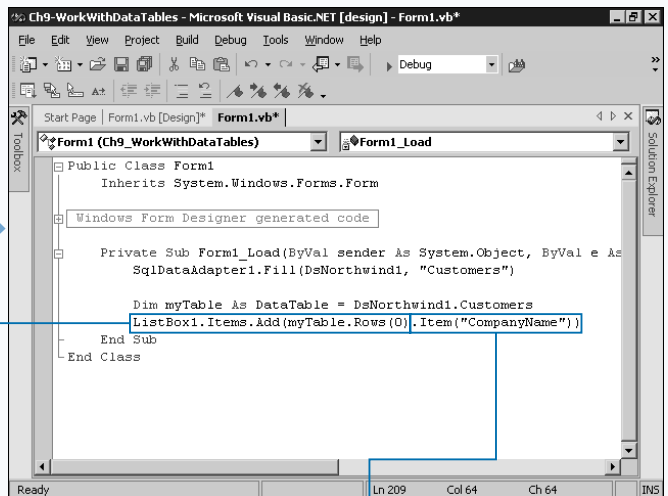 Ch9-WorkWithDataTables - Microsoft Visual Basic.NET [design] - Form1.vb*
File Edit View Project Build Debug Tools Window Help
Debug
Start Page Form1.vb [Design]* Form1.vb*
Form1 (Ch9_WorkWithDataTables) Form1_Load
Toolbox
Solution Explorer
Public Class Form1
Inherits System.Windows.Forms.Form
Windows Form Designer generated code
Private Sub Form1_Load(ByVal sender As System.Object, ByVal e As
SqlDataAdapter1.Fill(DsNorthwind1, "Customers")
Dim myTable As DataTable = DsNorthwind1.Customers
ListBox1.Items.Add(myTable.Rows(0).Item("CompanyName"))
End Sub
End Class
Ready Ln 209 Col 64 Ch 64 INS